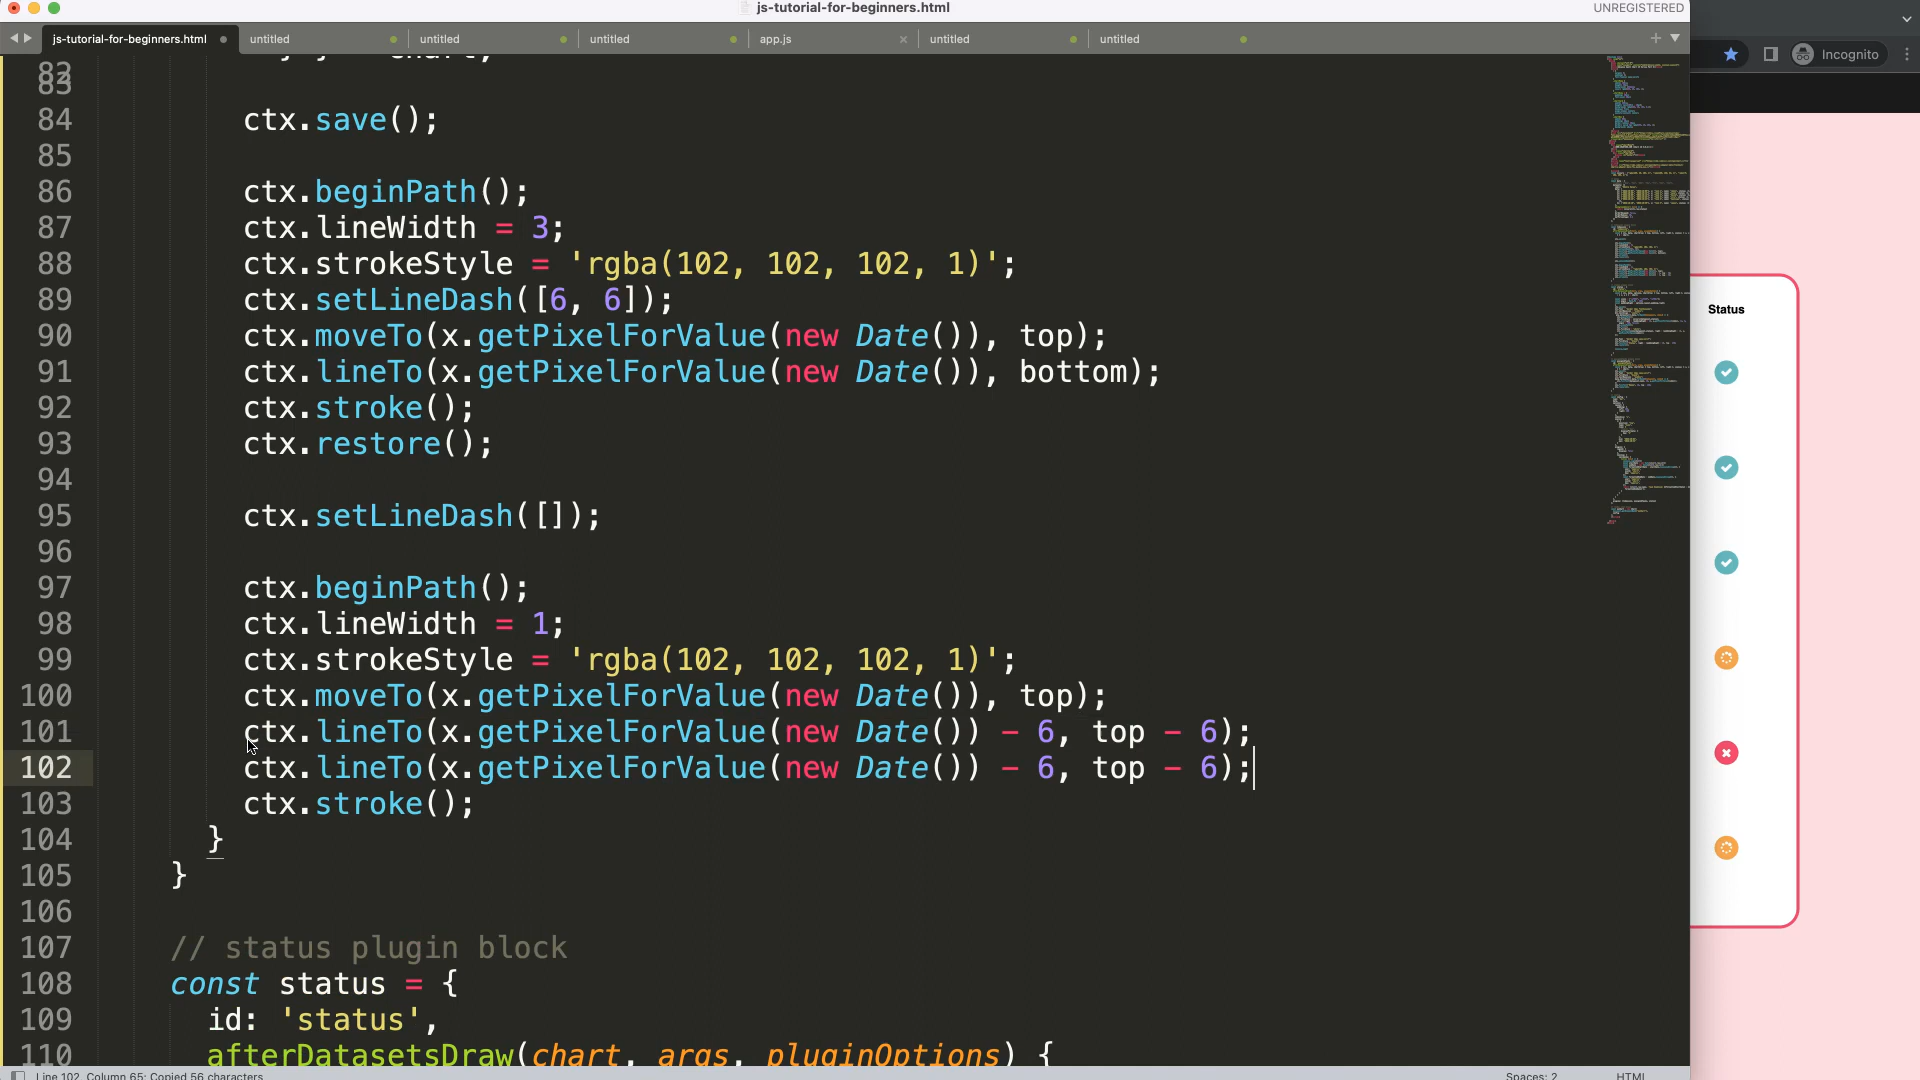 js-tutorial-for-beginners.html
UNREGISTERED
js-tutorial-for-beginners.html untitled untitled untitled app.js untitled untitled
Incognito
82
83
84 ctx.save();
85
86 ctx.beginPath();
87 ctx.lineWidth = 3;
88 ctx.strokeStyle = 'rgba(102, 102, 102, 1)';
89 ctx.setLineDash([6, 6]);
90 ctx.moveTo(x.getPixelForValue(new Date()), top);
91 ctx.lineTo(x.getPixelForValue(new Date()), bottom);
92 ctx.stroke();
93 ctx.restore();
94
95 ctx.setLineDash([]);
96
97 ctx.beginPath();
98 ctx.lineWidth = 1;
99 ctx.strokeStyle = 'rgba(102, 102, 102, 1)';
100 ctx.moveTo(x.getPixelForValue(new Date()), top);
101 ctx.lineTo(x.getPixelForValue(new Date()) - 6, top - 6);
102 ctx.lineTo(x.getPixelForValue(new Date()) - 6, top - 6);
103 ctx.stroke();
104 }
105 }
106
107 // status plugin block
108 const status = {
109 id: 'status',
110 afterDatasetsDraw(chart, args, pluginOptions) {
Status
Line 102, Column 65; Copied 56 characters
Spaces: 2
HTML